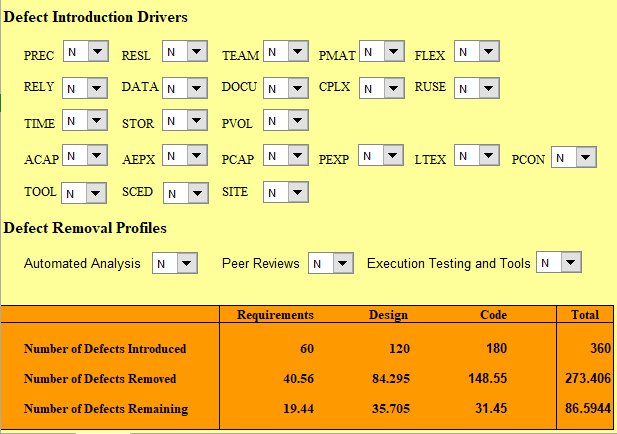 Defect Introduction Drivers
PREC N RESL N TEAM N PMAT N FLEX N
RELY N DATA N DOCU N CPLX N RUSE N
TIME N STOR N PVOL N
ACAP N AEPX N PCAP N PEXP N LTEX N PCON N
TOOL N SCED N SITE N
Defect Removal Profiles
Automated Analysis N Peer Reviews N Execution Testing and Tools N
Requirements Design Code Total
Number of Defects Introduced 60 120 180 360
Number of Defects Removed 40.56 84.295 148.55 273.406
Number of Defects Remaining 19.44 35.705 31.45 86.5944